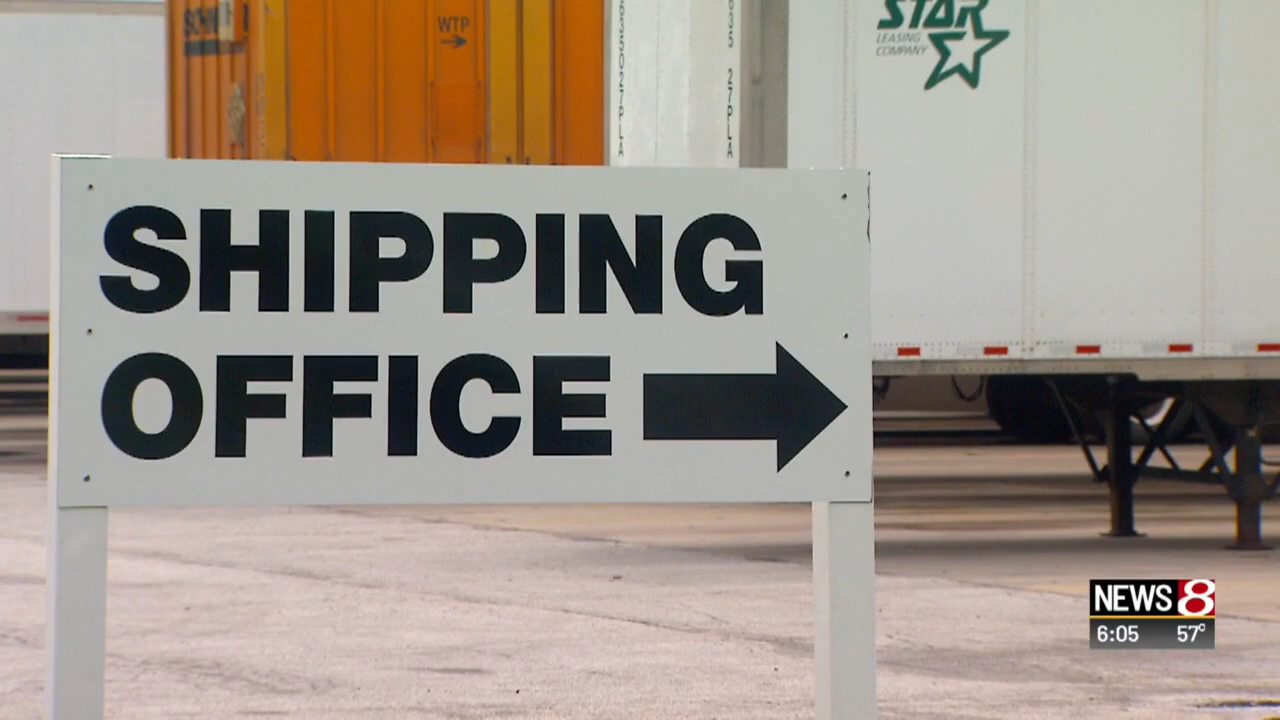 WTP
STAR
LEASING
COMPANY
SHIPPING
OFFICE
NEWS 8
6:05 57°